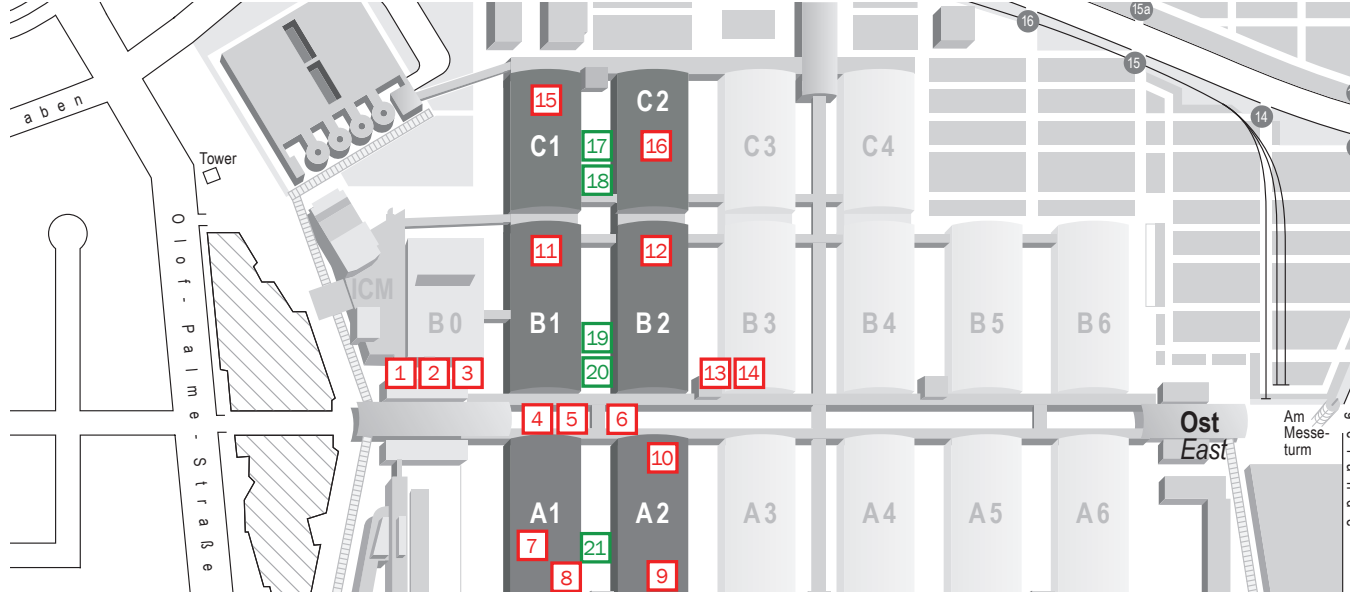 16
15a
15
14
aben
Tower
Olof-Palme-Straße
15
C1
C2
16
17
18
C3
C4
ICM
B0
11
12
B1
B2
19
20
B3
B4
B5
B6
1
2
3
13
14
4
5
6
Ost
East
Am
Messe-
turm
10
A1
A2
A3
A4
A5
A6
7
8
21
9